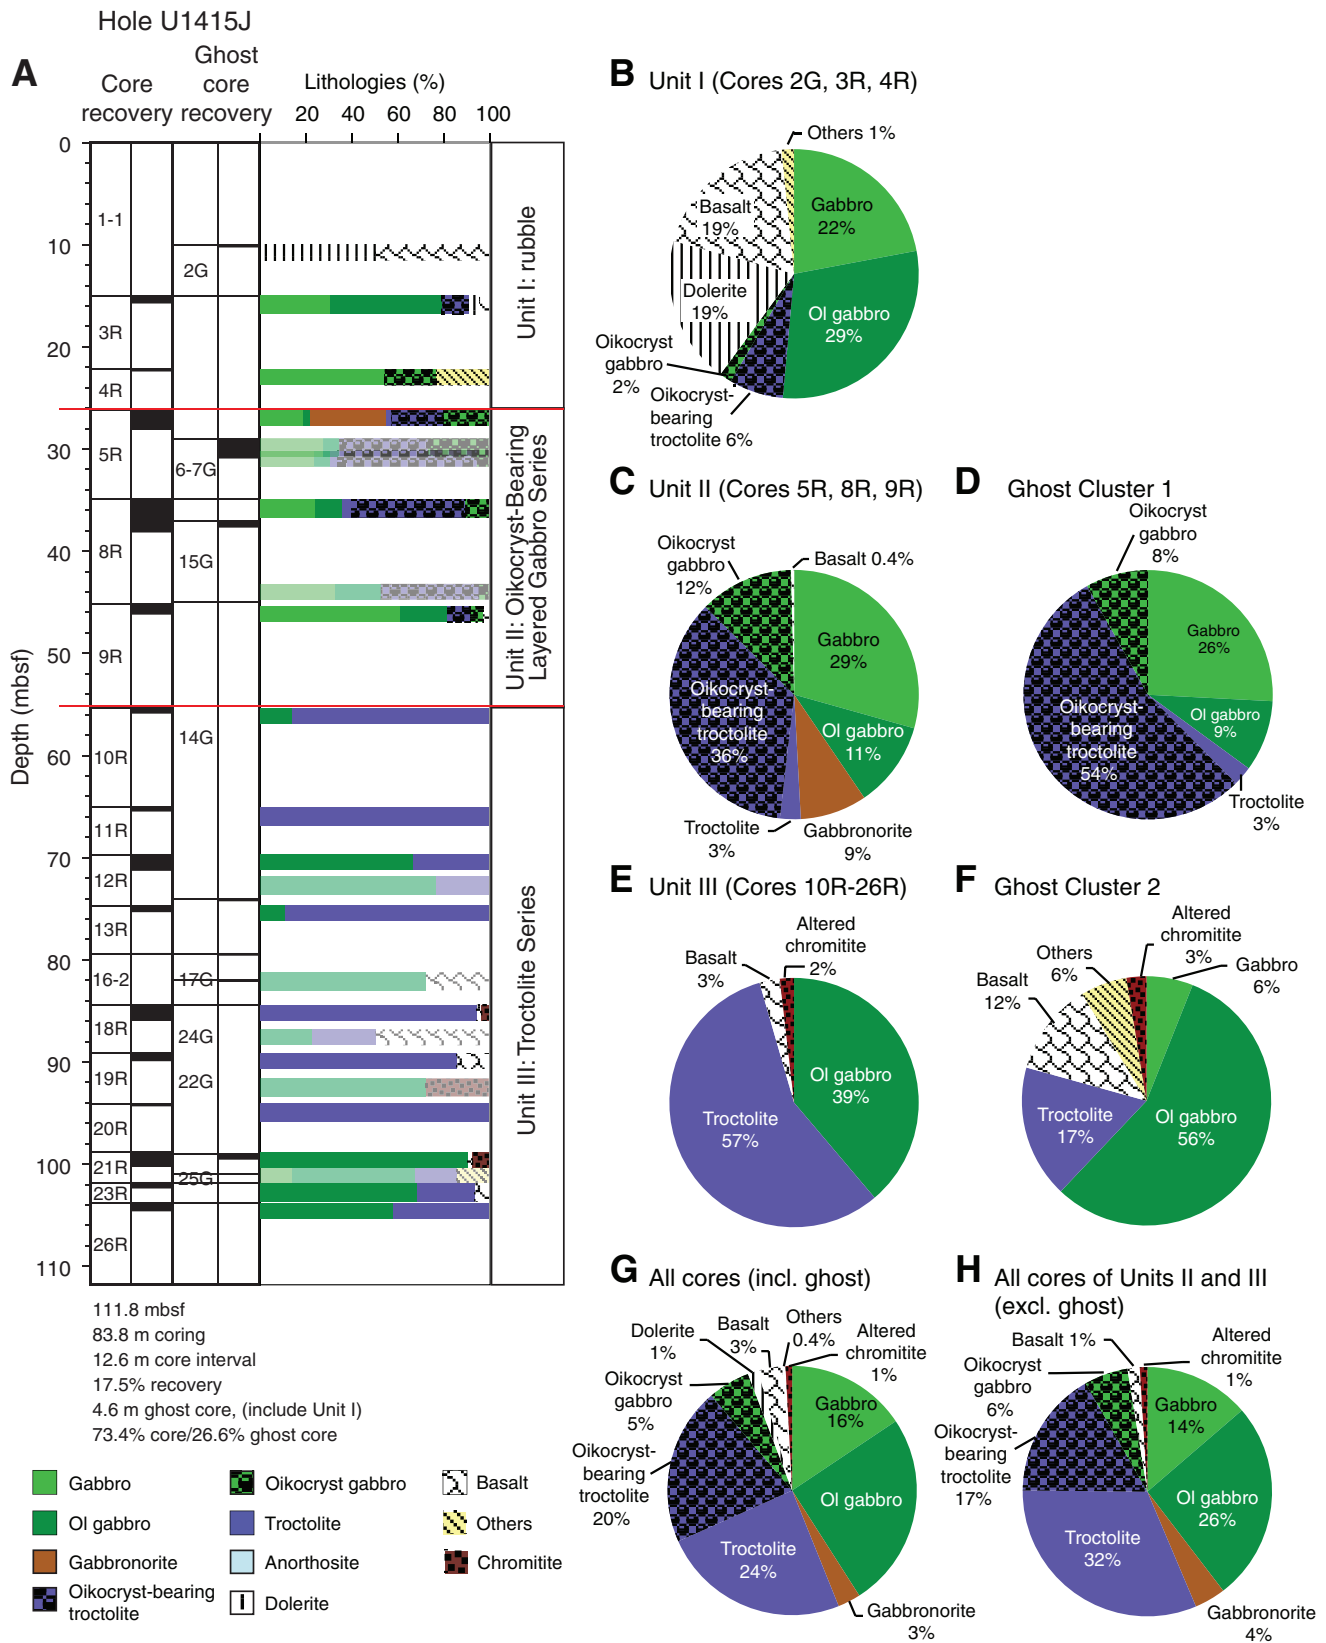 Hole U1415J
A
Core
recovery
Ghost
core
recovery
Lithologies (%)
20 40 60 80 100
0
10
20
30
40
50
60
70
80
90
100
110
Depth (mbsf)
1-1
3R
4R
5R
8R
9R
10R
11R
12R
13R
16-2
18R
19R
20R
21R
23R
26R
2G
6-7G
15G
14G
17G
24G
22G
25G
Unit I: rubble
Unit II: Oikocryst-Bearing
Layered Gabbro Series
Unit III: Troctolite Series
111.8 mbsf
83.8 m coring
12.6 m core interval
17.5% recovery
4.6 m ghost core, (include Unit I)
73.4% core/26.6% ghost core
Gabbro
Ol gabbro
Gabbronorite
Oikocryst-bearing
troctolite
Oikocryst gabbro
Troctolite
Anorthosite
Dolerite
Basalt
Others
Chromitite
B Unit I (Cores 2G, 3R, 4R)
Others 1%
Gabbro
22%
Ol gabbro
29%
Oikocryst-
bearing
troctolite 6%
Oikocryst
gabbro
2%
Dolerite
19%
Basalt
19%
C Unit II (Cores 5R, 8R, 9R)
Basalt 0.4%
Gabbro
29%
Ol gabbro
11%
Gabbronorite
9%
Troctolite
3%
Oikocryst-
bearing
troctolite
36%
Oikocryst
gabbro
12%
D Ghost Cluster 1
Oikocryst
gabbro
8%
Gabbro
26%
Ol gabbro
9%
Troctolite
3%
Oikocryst-
bearing
troctolite
54%
E Unit III (Cores 10R-26R)
Altered
chromitite
2%
Basalt
3%
Ol gabbro
39%
Troctolite
57%
F Ghost Cluster 2
Altered
chromitite
3%
Gabbro
6%
Others
6%
Basalt
12%
Troctolite
17%
Ol gabbro
56%
G All cores (incl. ghost)
Dolerite
1%
Basalt
3%
Others
0.4%
Altered
chromitite
1%
Oikocryst
gabbro
5%
Oikocryst-
bearing
troctolite
20%
Gabbro
16%
Ol gabbro
Troctolite
24%
Gabbronorite
3%
H All cores of Units II and III
(excl. ghost)
Basalt 1%
Altered
chromitite
1%
Oikocryst
gabbro
6%
Oikocryst-
bearing
troctolite
17%
Gabbro
14%
Ol gabbro
26%
Troctolite
32%
Gabbronorite
4%